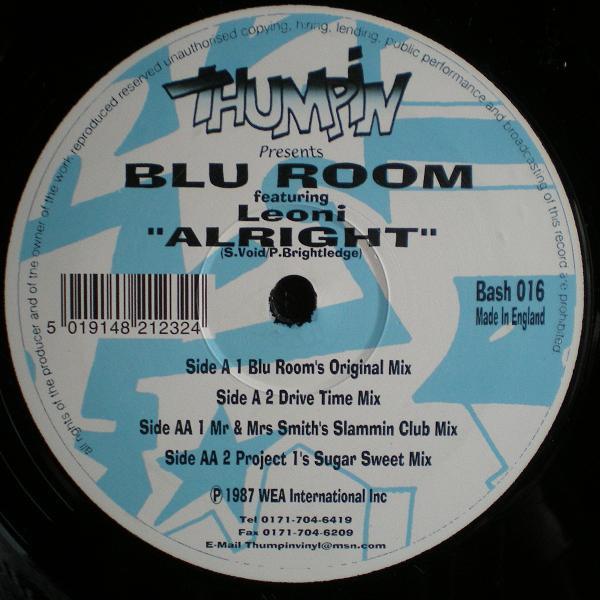 all rights of the producer and of the owner of the work reproduced reserved unauthorised copying, hiring, lending, public performance and broadcasting of this record are prohibited
THUMPIN
Presents
BLU ROOM
featuring
Leoni
"ALRIGHT"
(S.Void/P.Brightledge)
5 019148 212324
Bash 016
Made In England
Side A 1 Blu Room's Original Mix
Side A 2 Drive Time Mix
Side AA 1 Mr & Mrs Smith's Slammin Club Mix
Side AA 2 Project 1's Sugar Sweet Mix
℗ 1987 WEA International Inc
Tel 0171-704-6419
Fax 0171-704-6209
E-Mail Thumpinvinyl@msn.com